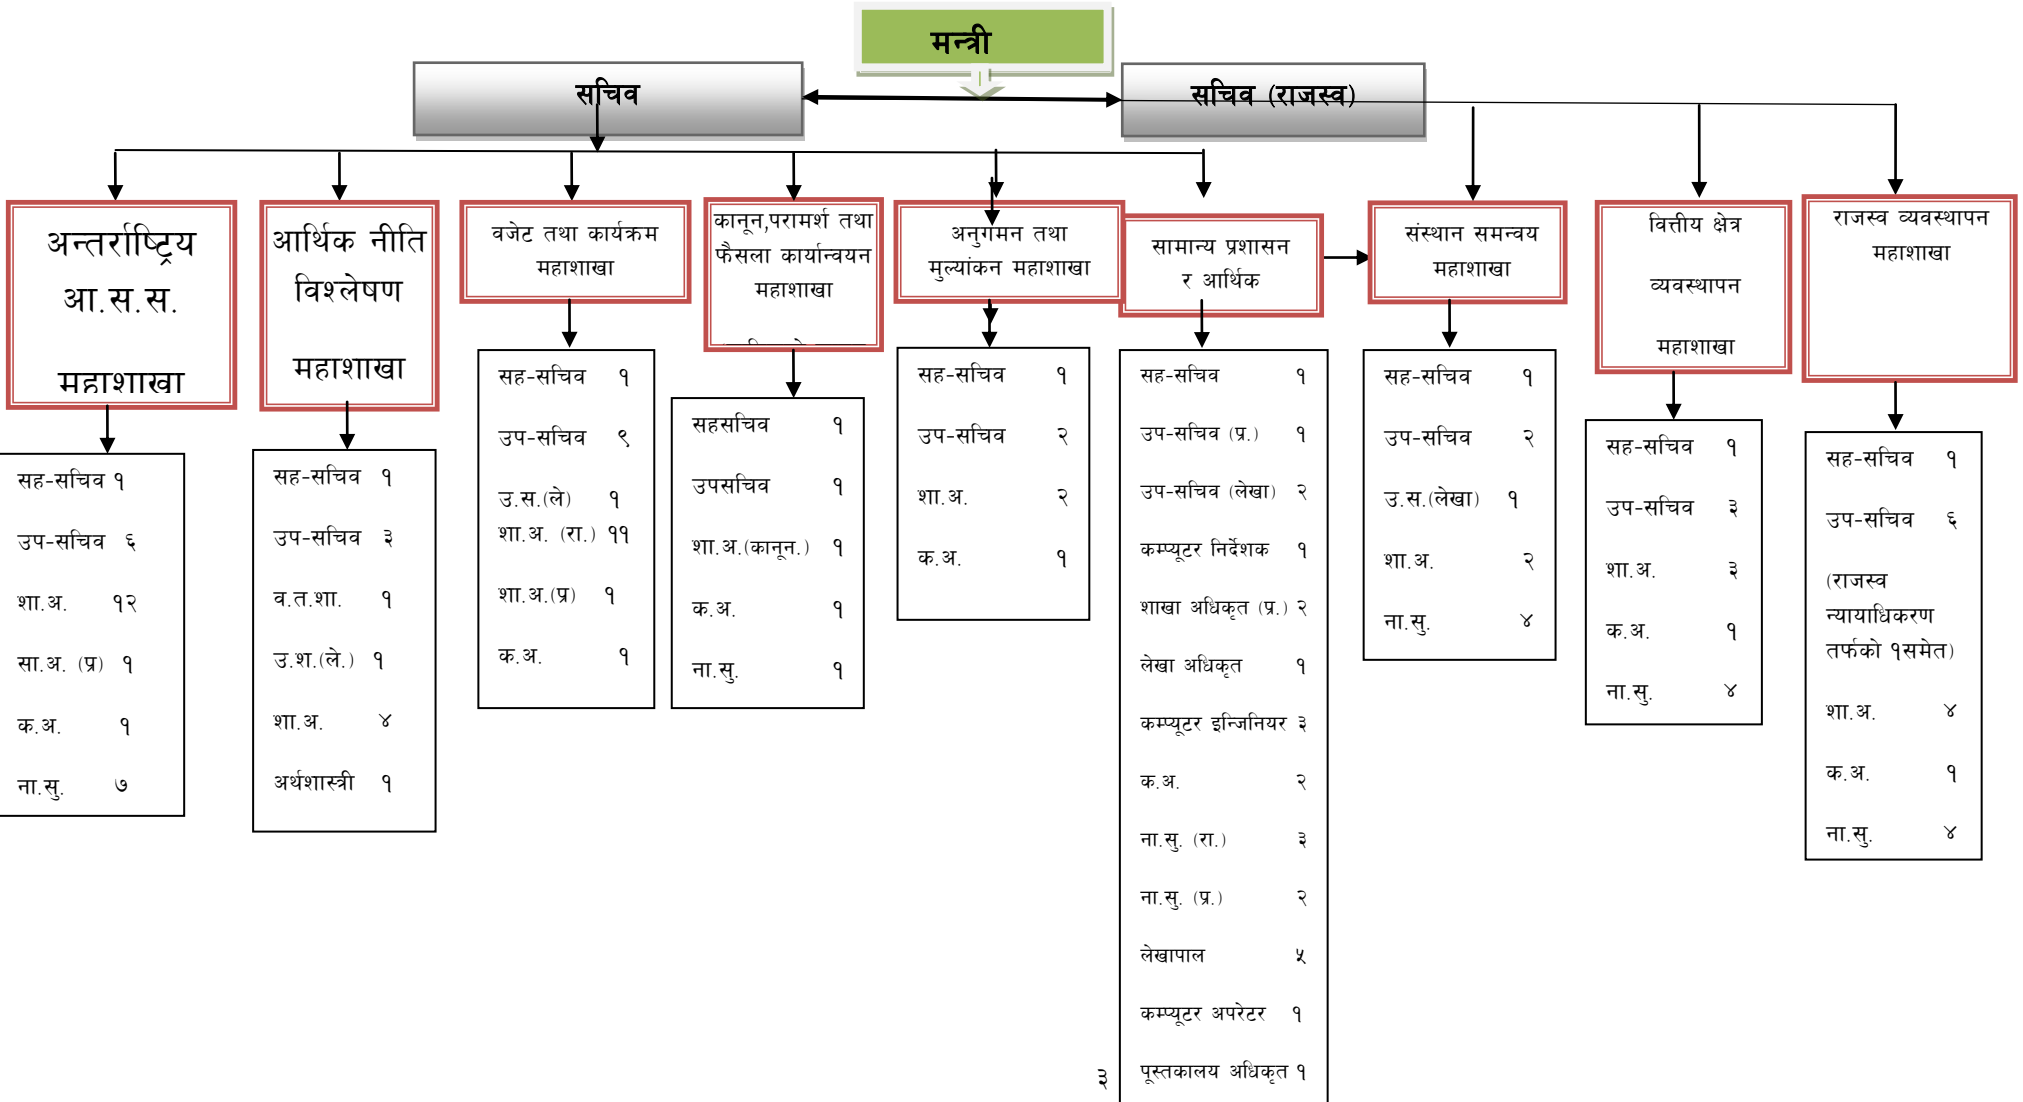 मन्त्री
सचिव
सचिव (राजस्व)
अन्तर्राष्ट्रिय
आ.स.स.
महाशाखा
सह-सचिव १
उप-सचिव ६
शा.अ. १२
सा.अ. (प्र) १
क.अ. १
ना.सु. ७
आर्थिक नीति
विश्लेषण
महाशाखा
सह-सचिव १
उप-सचिव ३
व.त.शा. १
उ.श.(ले.) १
शा.अ. ४
अर्थशास्त्री १
वजेट तथा कार्यक्रम
महाशाखा
सह-सचिव १
उप-सचिव ९
उ.स.(ले) १
शा.अ. (रा.) ११
शा.अ.(प्र) १
क.अ. १
कानून,परामर्श तथा
फैसला कार्यान्वयन
महाशाखा
सहसचिव १
उपसचिव १
शा.अ.(कानून.) १
क.अ. १
ना.सु. १
अनुगमन तथा
मुल्यांकन महाशाखा
सह-सचिव १
उप-सचिव २
शा.अ. २
क.अ. १
सामान्य प्रशासन
र आर्थिक
सह-सचिव १
उप-सचिव (प्र.) १
उप-सचिव (लेखा) २
कम्प्यूटर निर्देशक १
शाखा अधिकृत (प्र.) २
लेखा अधिकृत १
कम्प्यूटर इन्जिनियर ३
क.अ. २
ना.सु. (रा.) ३
ना.सु. (प्र.) २
लेखापाल ५
कम्प्यूटर अपरेटर १
पूस्तकालय अधिकृत १
संस्थान समन्वय
महाशाखा
सह-सचिव १
उप-सचिव २
उ.स.(लेखा) १
शा.अ. २
ना.सु. ४
वित्तीय क्षेत्र
व्यवस्थापन
महाशाखा
सह-सचिव १
उप-सचिव ३
शा.अ. ३
क.अ. १
ना.सु. ४
राजस्व व्यवस्थापन
महाशाखा
सह-सचिव १
उप-सचिव ६
(राजस्व
न्यायाधिकरण
तर्फको १समेत)
शा.अ. ४
क.अ. १
ना.सु. ४
३